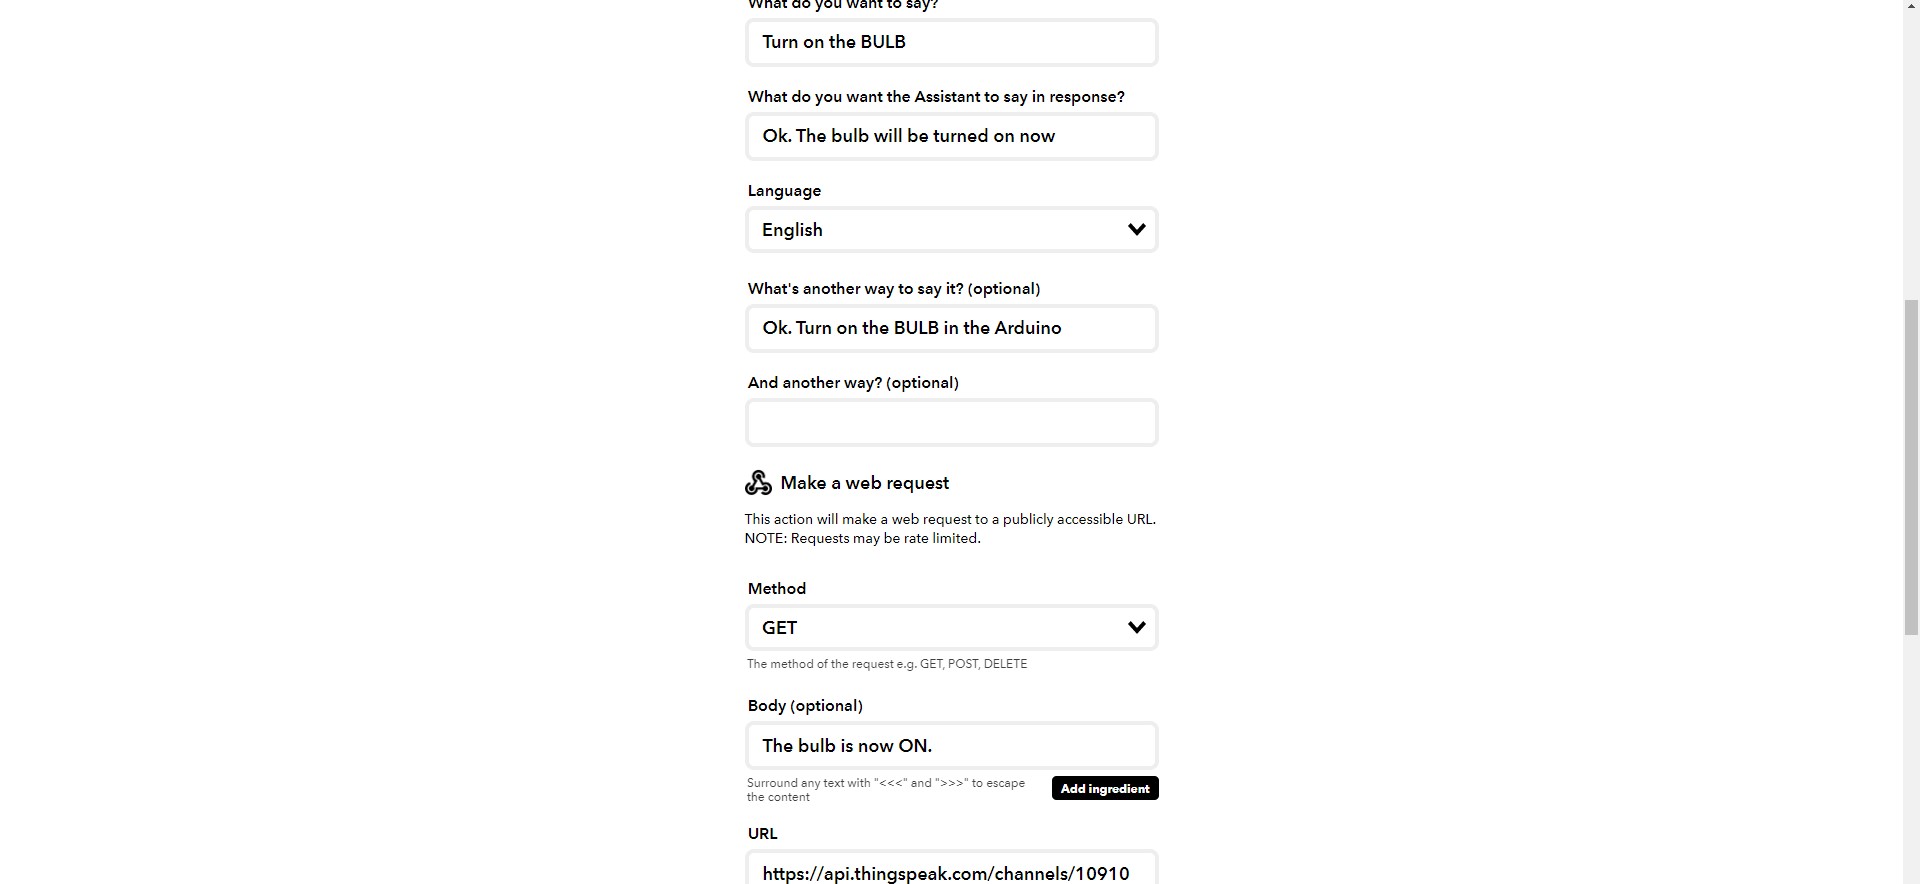 What do you want to say?
Turn on the BULB
What do you want the Assistant to say in response?
Ok. The bulb will be turned on now
Language
English
What's another way to say it? (optional)
Ok. Turn on the BULB in the Arduino
And another way? (optional)
Make a web request
This action will make a web request to a publicly accessible URL.
NOTE: Requests may be rate limited.
Method
GET
The method of the request e.g. GET, POST, DELETE
Body (optional)
The bulb is now ON.
Surround any text with "<<<" and ">>>" to escape
the content
Add ingredient
URL
https://api.thingspeak.com/channels/10910